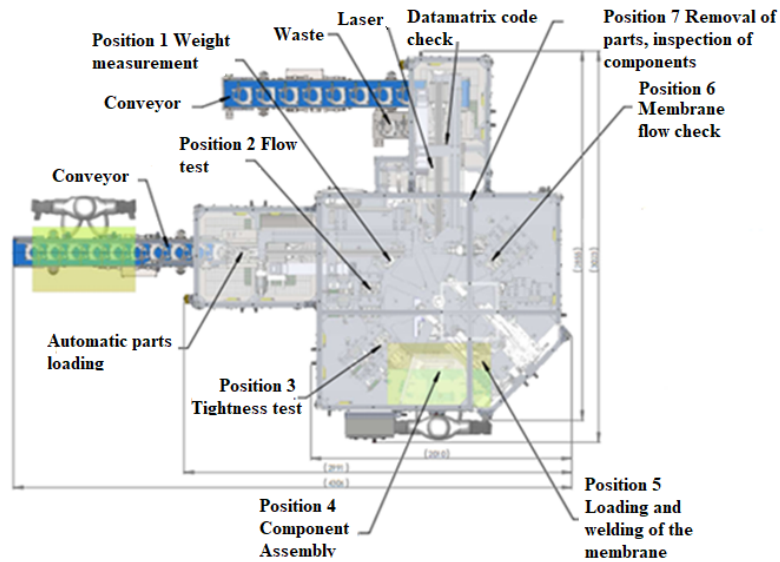 Position 1 Weight
measurement
Waste
Laser
Datamatrix code
check
Position 7 Removal of
parts, inspection of
components
Conveyor
Position 6
Membrane
flow check
Position 2 Flow
test
Conveyor
Automatic parts
loading
Position 3
Tightness test
Position 4
Component
Assembly
Position 5
Loading and
welding of the
membrane